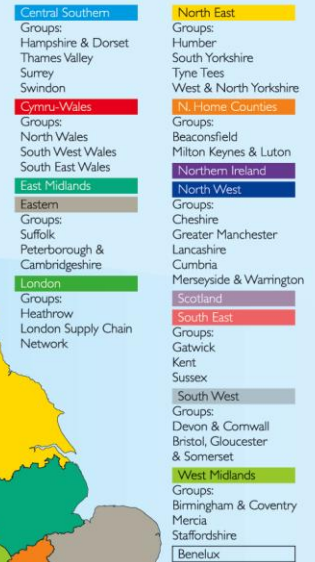 Central Southern
Groups:
Hampshire & Dorset
Thames Valley
Surrey
Swindon
Cymru-Wales
Groups:
North Wales
South West Wales
South East Wales
East Midlands
Eastern
Groups:
Suffolk
Peterborough &
Cambridgeshire
London
Groups:
Heathrow
London Supply Chain
Network
North East
Groups:
Humber
South Yorkshire
Tyne Tees
West & North Yorkshire
N. Home Counties
Groups:
Beaconsfield
Milton Keynes & Luton
Northern Ireland
North West
Groups:
Cheshire
Greater Manchester
Lancashire
Cumbria
Merseyside & Warrington
Scotland
South East
Groups:
Gatwick
Kent
Sussex
South West
Groups:
Devon & Cornwall
Bristol, Gloucester
& Somerset
West Midlands
Groups:
Birmingham & Coventry
Mercia
Staffordshire
Benelux